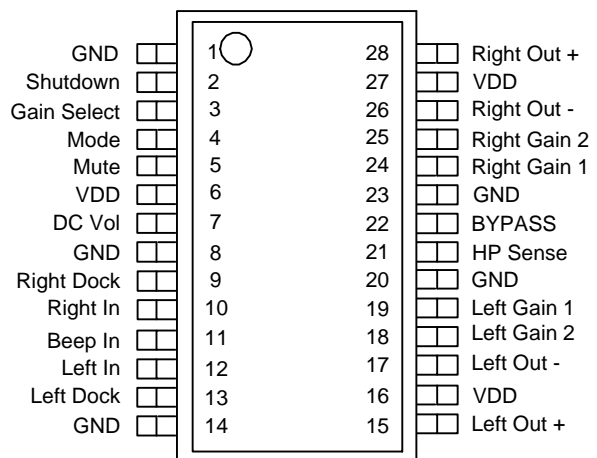 GND 1 28 Right Out +
Shutdown 2 27 VDD
Gain Select 3 26 Right Out -
Mode 4 25 Right Gain 2
Mute 5 24 Right Gain 1
VDD 6 23 GND
DC Vol 7 22 BYPASS
GND 8 21 HP Sense
Right Dock 9 20 GND
Right In 10 19 Left Gain 1
Beep In 11 18 Left Gain 2
Left In 12 17 Left Out -
Left Dock 13 16 VDD
GND 14 15 Left Out +